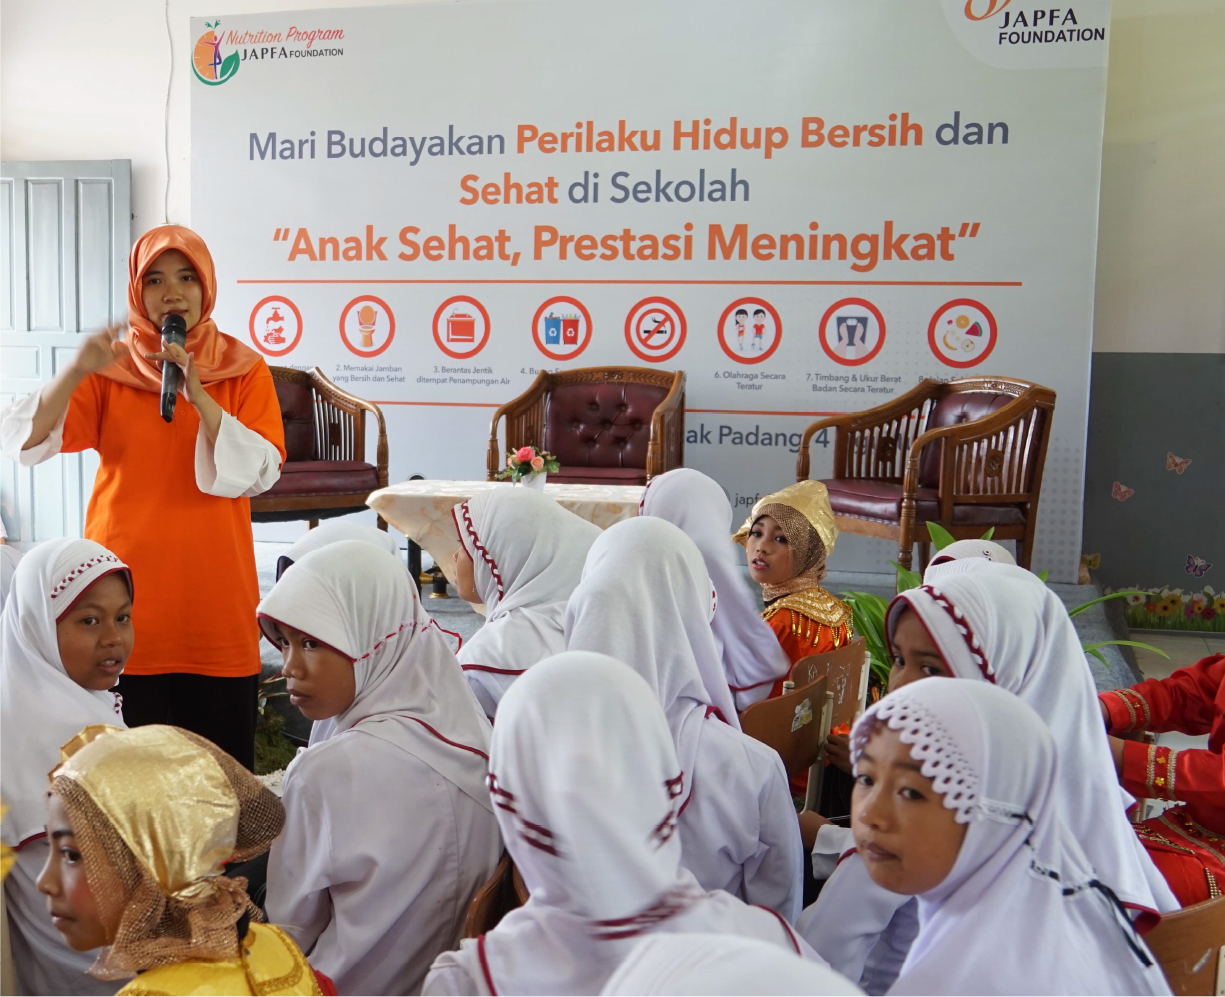 Nutrition Program
JAPFA FOUNDATION
JAPFA
FOUNDATION
Mari Budayakan Perilaku Hidup Bersih dan
Sehat di Sekolah
“Anak Sehat, Prestasi Meningkat”
2. Memakai Jamban
yang Bersih dan Sehat
3. Berantas Jentik
ditempat Penampungan Air
4.
6. Olahraga Secara
Teratur
7. Timbang & Ukur Berat
Badan Secara Teratur
Padang, 4